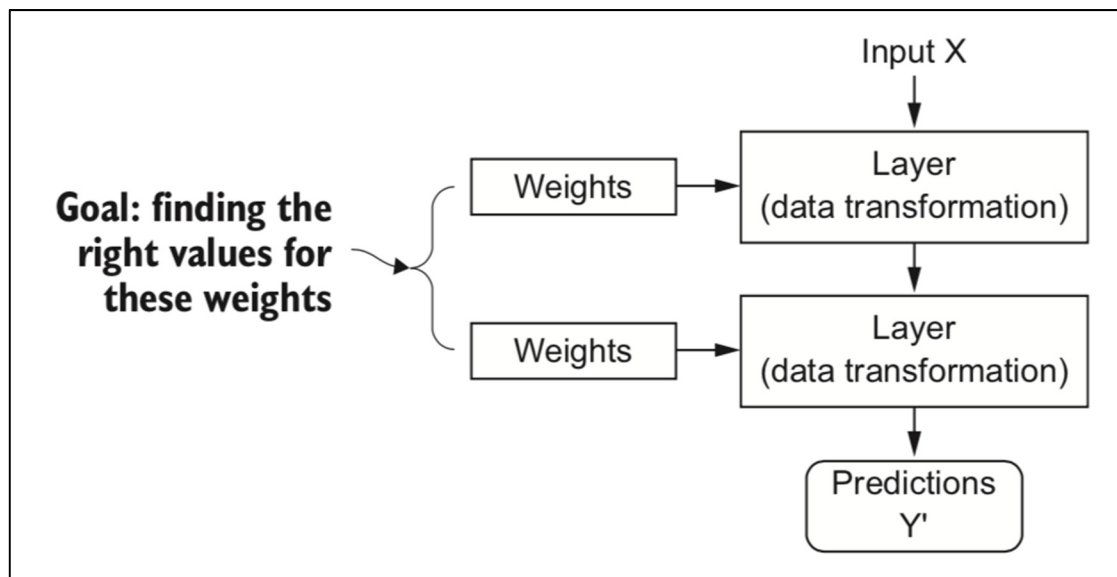 Input X
Layer
(data transformation)
Weights
Goal: finding the
right values for
these weights
Layer
(data transformation)
Weights
Predictions
Y'